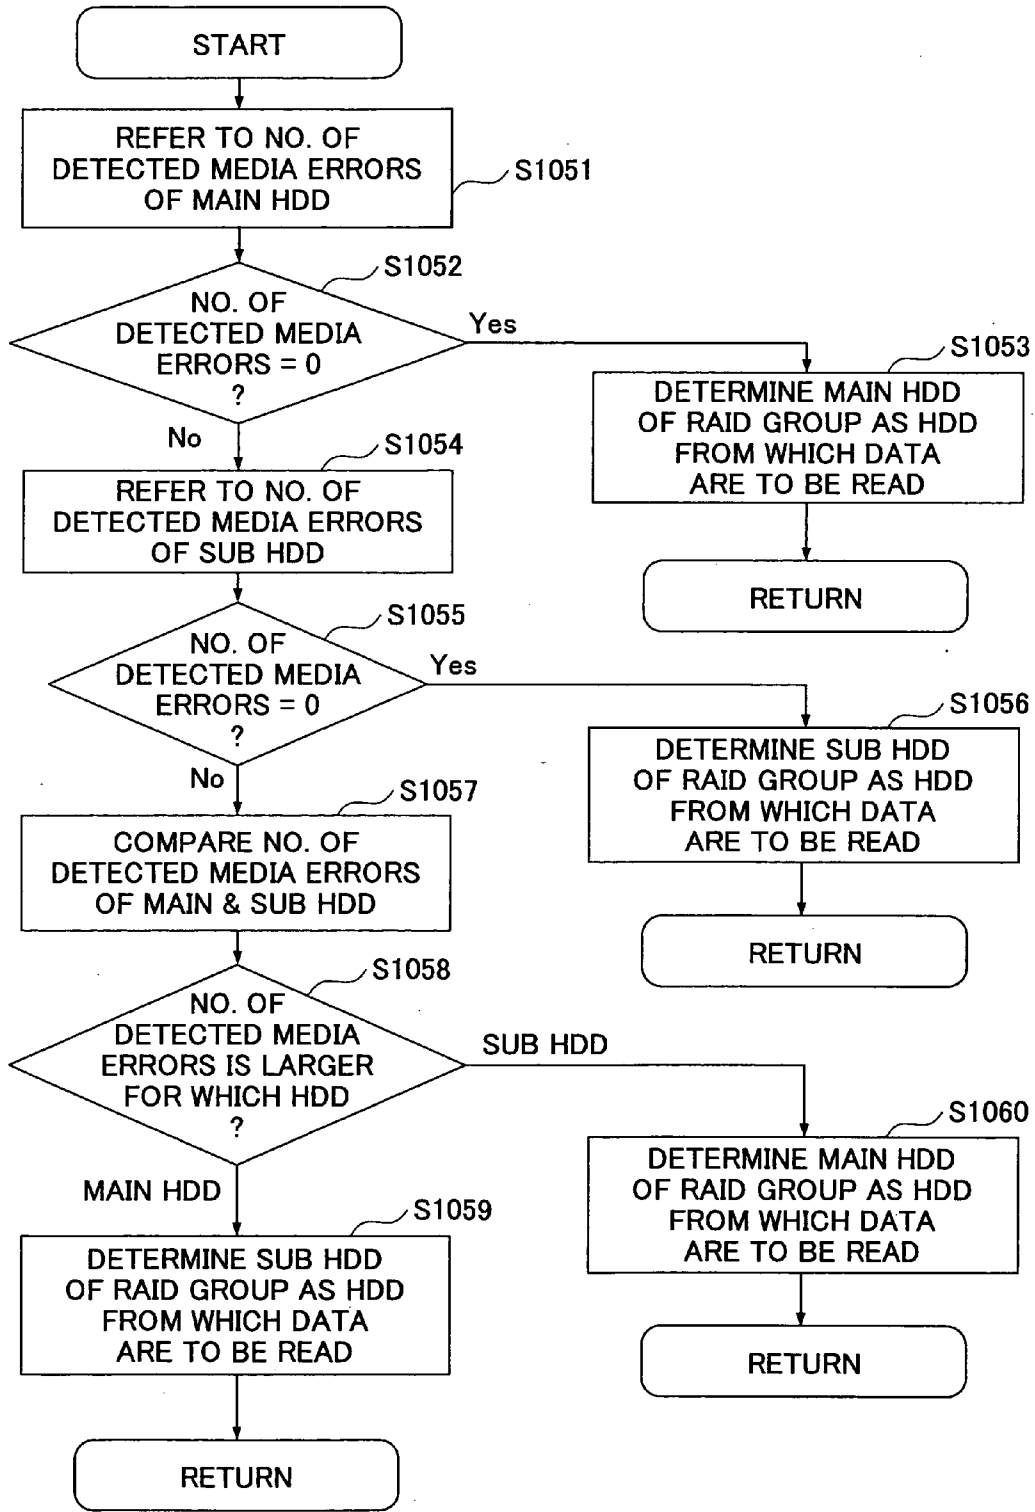 START
REFER TO NO. OF
DETECTED MEDIA ERRORS
OF MAIN HDD
S1051
S1052
NO. OF
DETECTED MEDIA
ERRORS = 0
?
Yes
No
S1053
DETERMINE MAIN HDD
OF RAID GROUP AS HDD
FROM WHICH DATA
ARE TO BE READ
RETURN
S1054
REFER TO NO. OF
DETECTED MEDIA ERRORS
OF SUB HDD
S1055
NO. OF
DETECTED MEDIA
ERRORS = 0
?
Yes
No
S1056
DETERMINE SUB HDD
OF RAID GROUP AS HDD
FROM WHICH DATA
ARE TO BE READ
RETURN
S1057
COMPARE NO. OF
DETECTED MEDIA ERRORS
OF MAIN & SUB HDD
S1058
NO. OF
DETECTED MEDIA
ERRORS IS LARGER
FOR WHICH HDD
?
SUB HDD
MAIN HDD
S1060
DETERMINE MAIN HDD
OF RAID GROUP AS HDD
FROM WHICH DATA
ARE TO BE READ
RETURN
S1059
DETERMINE SUB HDD
OF RAID GROUP AS HDD
FROM WHICH DATA
ARE TO BE READ
RETURN